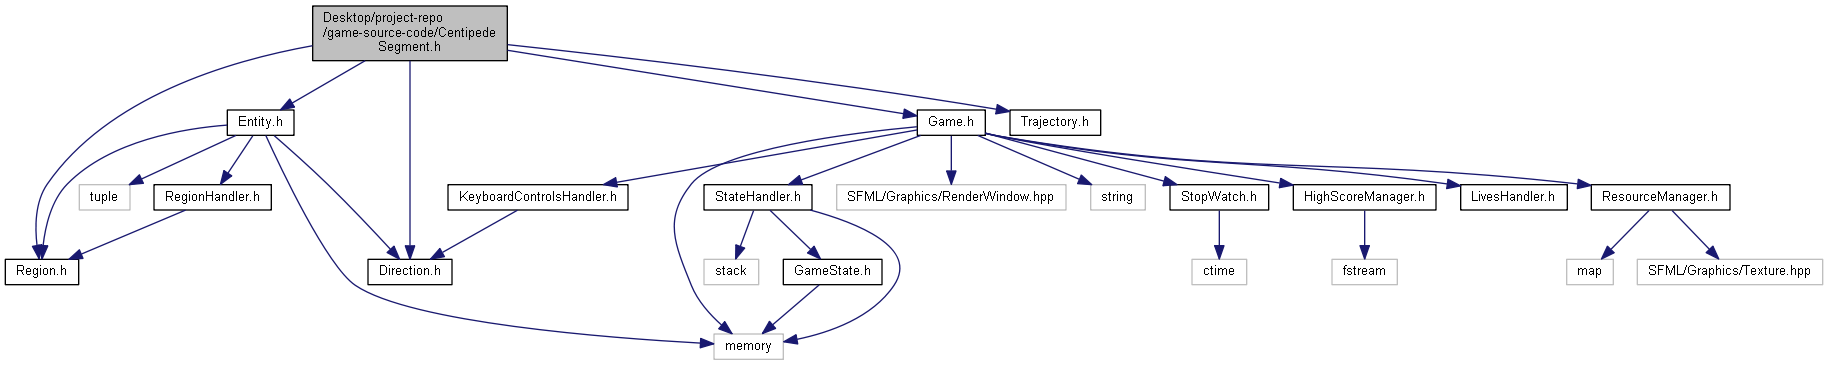 Desktop/project-repo
/game-source-code/Centipede
Segment.h
Entity.h
Game.h
Trajectory.h
tuple
RegionHandler.h
KeyboardControlsHandler.h
StateHandler.h
SFML/Graphics/RenderWindow.hpp
string
StopWatch.h
HighScoreManager.h
LivesHandler.h
ResourceManager.h
Region.h
Direction.h
stack
GameState.h
ctime
fstream
map
SFML/Graphics/Texture.hpp
memory